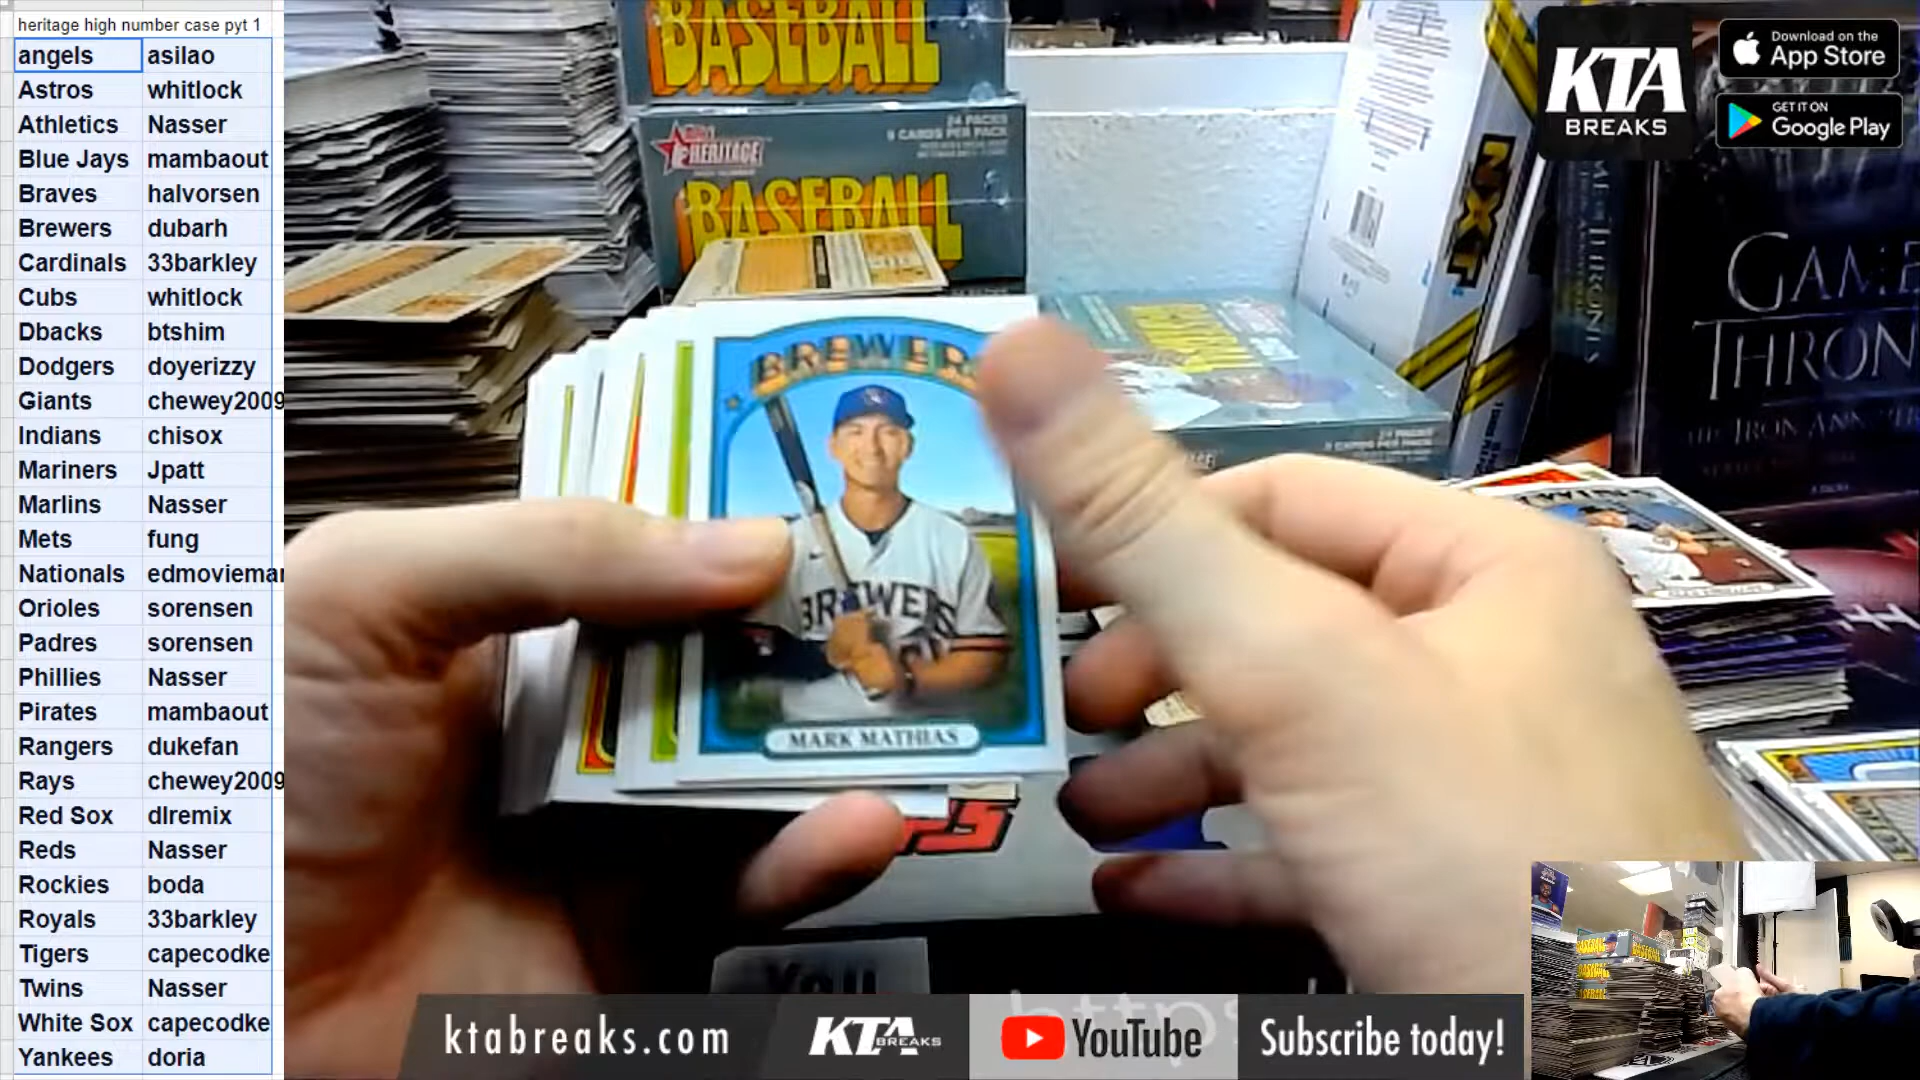 heritage high number case pyt 1
angels asilao
Astros whitlock
Athletics Nasser
Blue Jays mambaout
Braves halvorsen
Brewers dubarh
Cardinals 33barkley
Cubs whitlock
Dbacks btshim
Dodgers doyerizzy
Giants chewey2009
Indians chisox
Mariners Jpatt
Marlins Nasser
Mets fung
Nationals edmovieman
Orioles sorensen
Padres sorensen
Phillies Nasser
Pirates mambaout
Rangers dukefan
Rays chewey2009
Red Sox dlremix
Reds Nasser
Rockies boda
Royals 33barkley
Tigers capecodke
Twins Nasser
White Sox capecodke
Yankees doria
BASEBALL
24 PACKS
9 CARDS PER PACK
HERITAGE
BASEBALL
BREWERS
BREWERS
MARK MATHIAS
NXT
GAME
THRON
KTA
BREAKS
Download on the
App Store
GET IT ON
Google Play
You
https:
ktabreaks.com
KTA
BREAKS
YouTube
Subscribe today!